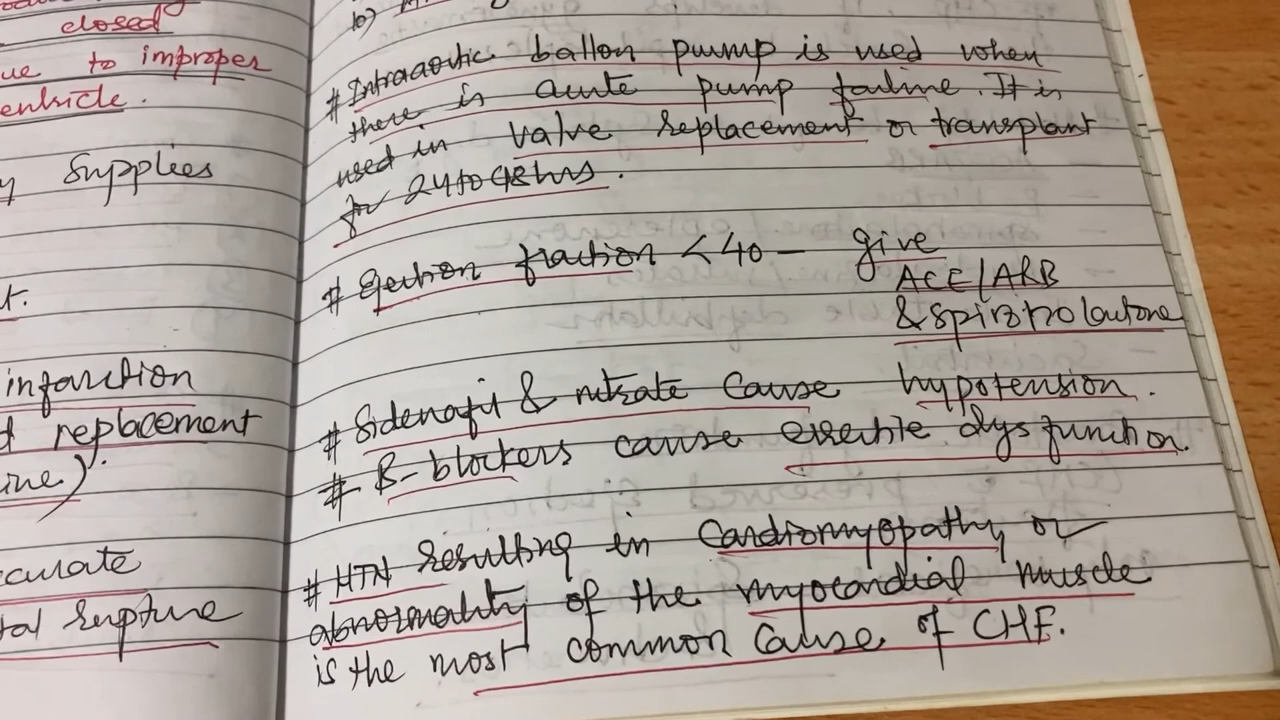 closed
ue to improper
entricle.
y Supplies
t.
infarction
replacement
ine).
curate
tal rupture
b)
# Intraaortic ballon pump is used when
there is acute pump failure. It is
used in valve replacement or transplant
for 24 to 48 hrs.
# Ejection fraction < 40 — give
ACE/ARB
& spironolactone
# Sidenafil & nitrate cause hypotension.
# B-blockers cause erectile dysfunction.
# HTN resulting in Cardiomyopathy or
abnormality of the myocardial muscle
is the most common cause of CHF.